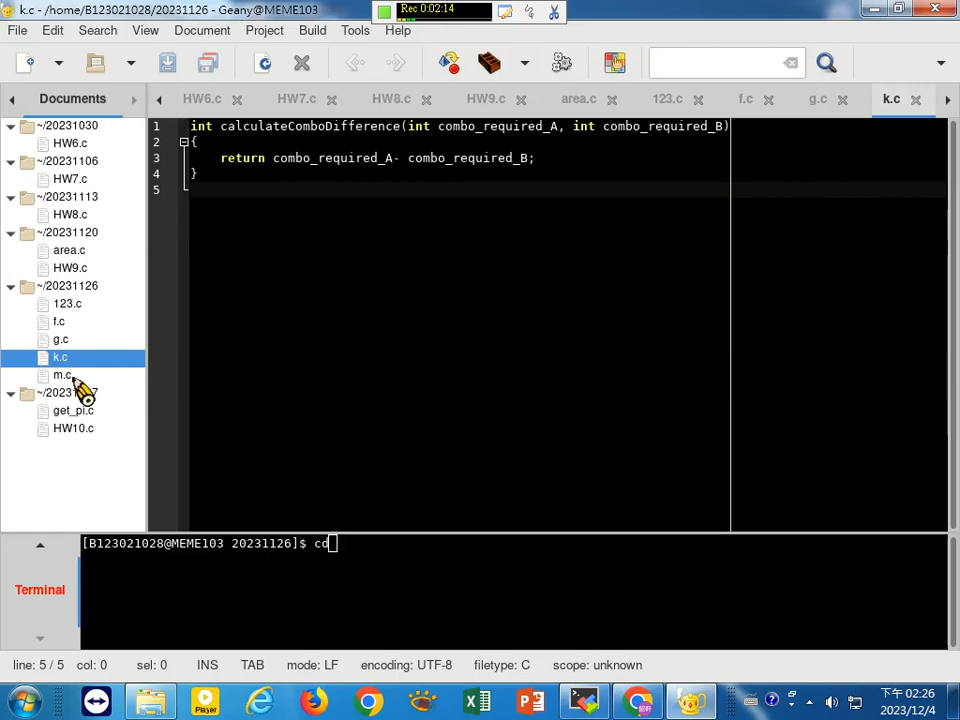 k.c - /home/B123021028/20231126 - Geany@MEME103
Rec 0:02:14
File Edit Search View Document Project Build Tools Help
Documents
HW6.c HW7.c HW8.c HW9.c area.c 123.c f.c g.c k.c
~/20231030
HW6.c
~/20231106
HW7.c
~/20231113
HW8.c
~/20231120
area.c
HW9.c
~/20231126
123.c
f.c
g.c
k.c
m.c
get_pi.c
HW10.c
1 int calculateComboDifference(int combo_required_A, int combo_required_B)
2 {
3 return combo_required_A- combo_required_B;
4 }
5
Terminal
[B123021028@MEME103 20231126]$ cd
line: 5 / 5 col: 0 sel: 0 INS TAB mode: LF encoding: UTF-8 filetype: C scope: unknown
Player
下午 02:26
2023/12/4